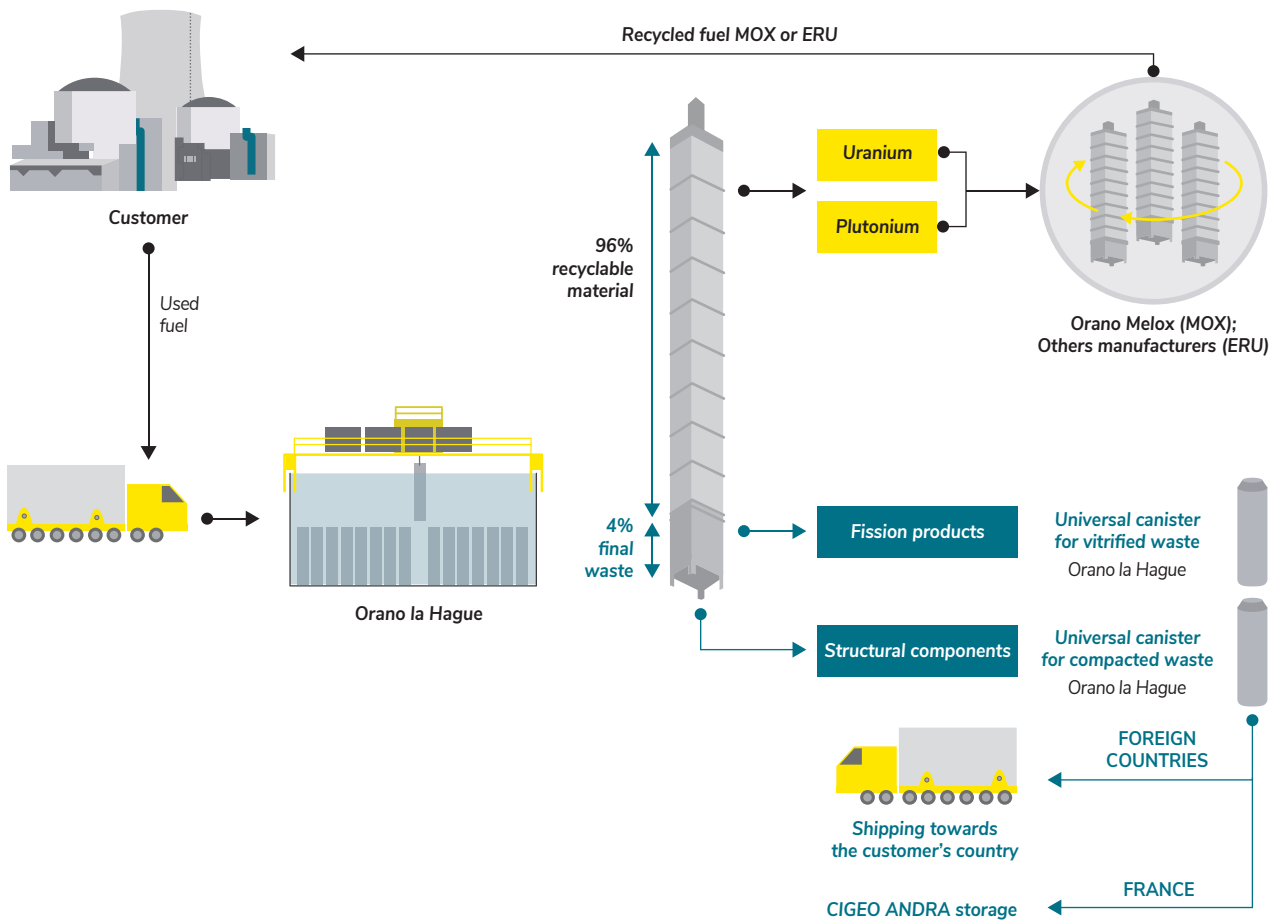 Recycled fuel MOX or ERU
Customer
Used
fuel
Orano la Hague
96%
recyclable
material
4%
final
waste
Uranium
Plutonium
Orano Melox (MOX);
Others manufacturers (ERU)
Fission products
Universal canister
for vitrified waste
Orano la Hague
Structural components
Universal canister
for compacted waste
Orano la Hague
FOREIGN
COUNTRIES
Shipping towards
the customer's country
FRANCE
CIGEO ANDRA storage